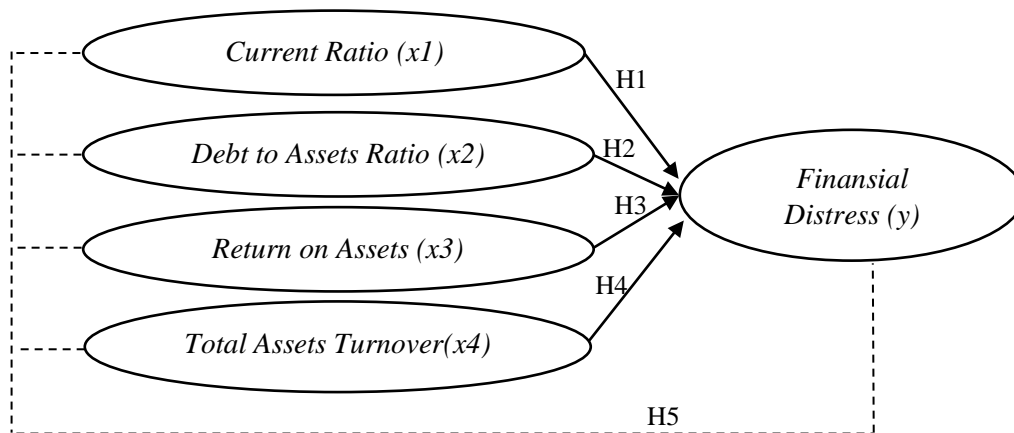 Current Ratio (x1)
H1
Debt to Assets Ratio (x2)
H2
Finansial
Distress (y)
H3
Return on Assets (x3)
H4
Total Assets Turnover(x4)
H5